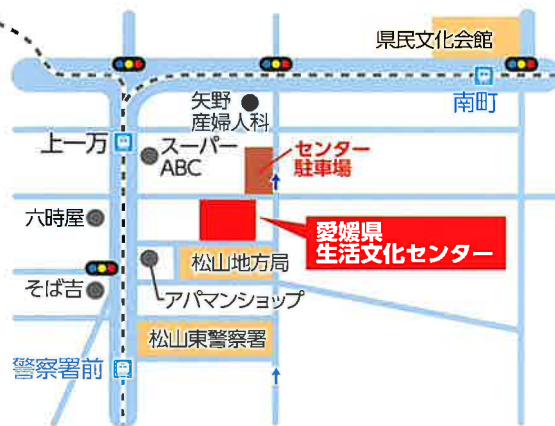 県民文化会館
南町
矢野
産婦人科
上一万
スーパー
ABC
センター
駐車場
六時屋
愛媛県
生活文化センター
松山地方局
そば吉
アパマンショップ
松山東警察署
警察署前